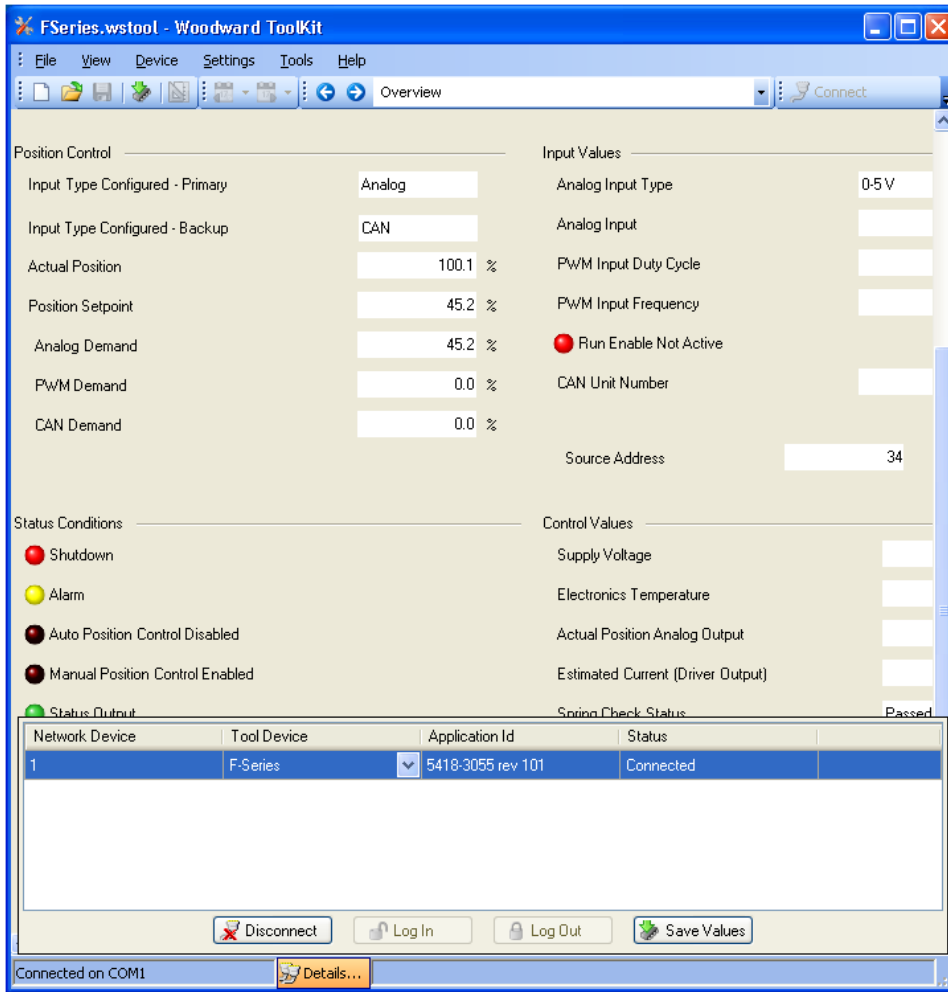 FSeries.wstool - Woodward ToolKit
File View Device Settings Tools Help
Overview Connect
Position Control
Input Type Configured - Primary Analog
Input Type Configured - Backup CAN
Actual Position 100.1 %
Position Setpoint 45.2 %
Analog Demand 45.2 %
PWM Demand 0.0 %
CAN Demand 0.0 %
Input Values
Analog Input Type 0-5 V
Analog Input
PWM Input Duty Cycle
PWM Input Frequency
Run Enable Not Active
CAN Unit Number
Source Address 34
Status Conditions
Shutdown
Alarm
Auto Position Control Disabled
Manual Position Control Enabled
Status Output
Control Values
Supply Voltage
Electronics Temperature
Actual Position Analog Output
Estimated Current (Driver Output)
Spring Check Status Passed
Network Device Tool Device Application Id Status
1 F-Series 5418-3055 rev 101 Connected
Disconnect Log In Log Out Save Values
Connected on COM1 Details...